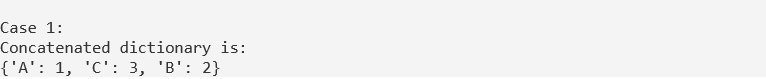 Case 1:
Concatenated dictionary is:
{'A': 1, 'C': 3, 'B': 2}